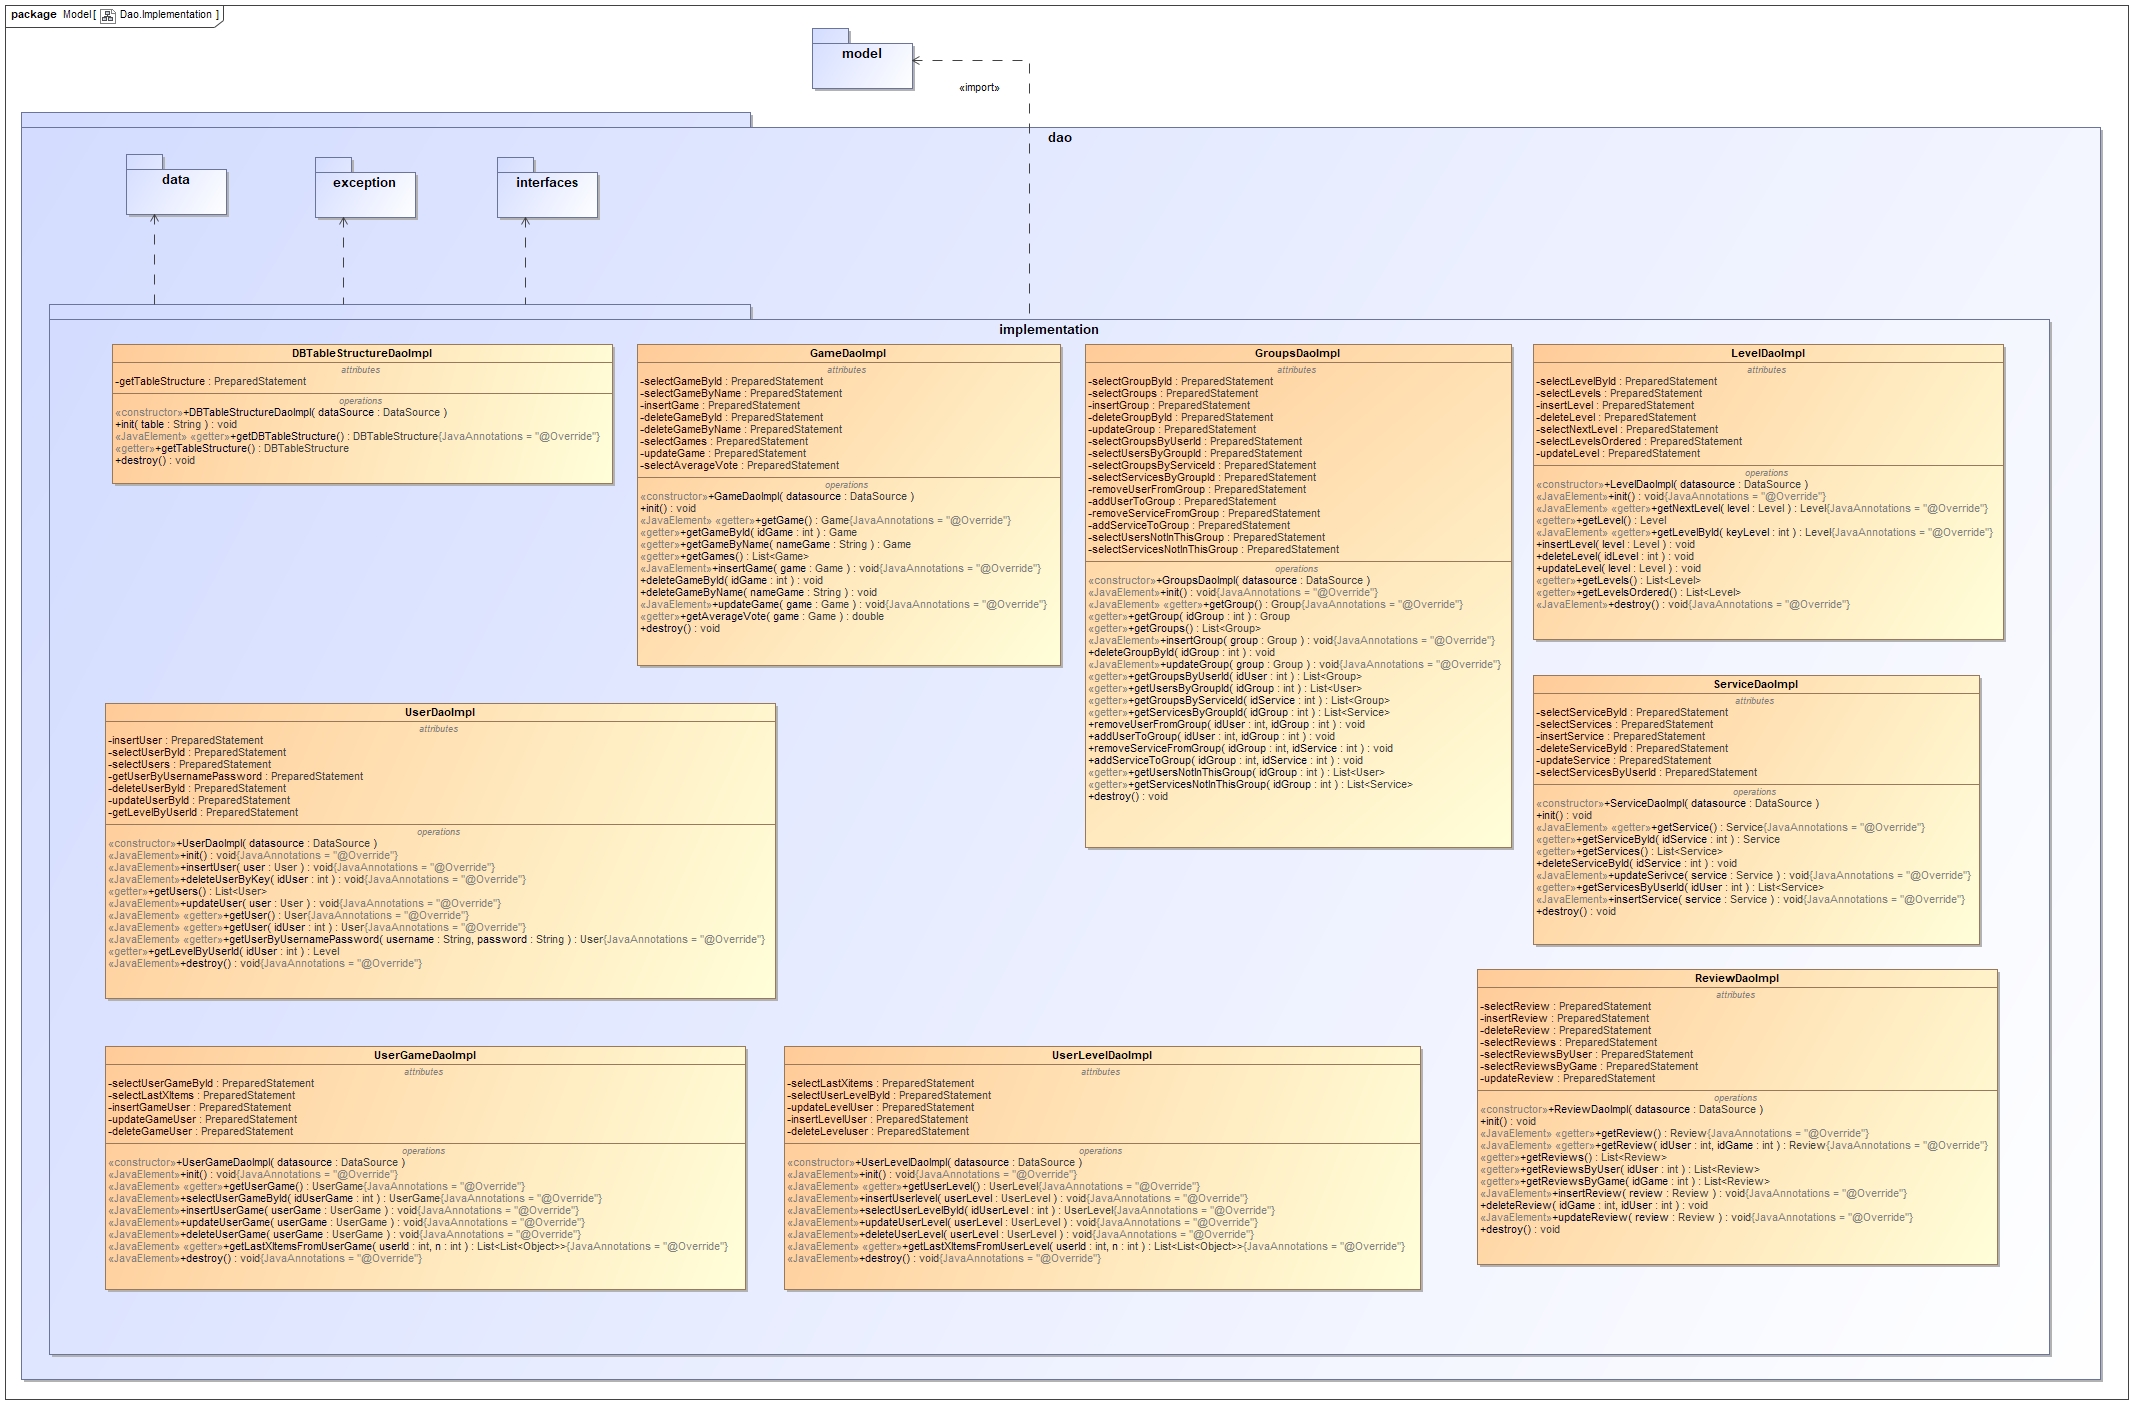 package Model[ Dao.Implementation ]
model
«import»
dao
data
exception
interfaces
implementation
DBTableStructureDaoImpl
attributes
-getTableStructure : PreparedStatement
operations
«constructor»+DBTableStructureDaoImpl( dataSource : DataSource )
+init( table : String ) : void
«JavaElement» «getter»+getDBTableStructure() : DBTableStructure{JavaAnnotations = "@Override"}
«getter»+getTableStructure() : DBTableStructure
+destroy() : void
GameDaoImpl
attributes
-selectGameById : PreparedStatement
-selectGameByName : PreparedStatement
-insertGame : PreparedStatement
-deleteGameById : PreparedStatement
-deleteGameByName : PreparedStatement
-selectGames : PreparedStatement
-updateGame : PreparedStatement
-selectAverageVote : PreparedStatement
operations
«constructor»+GameDaoImpl( datasource : DataSource )
+init() : void
«JavaElement» «getter»+getGame() : Game{JavaAnnotations = "@Override"}
«getter»+getGameById( idGame : int ) : Game
«getter»+getGameByName( nameGame : String ) : Game
«getter»+getGames() : List<Game>
«JavaElement»+insertGame( game : Game ) : void{JavaAnnotations = "@Override"}
+deleteGameById( idGame : int ) : void
+deleteGameByName( nameGame : String ) : void
«JavaElement»+updateGame( game : Game ) : void{JavaAnnotations = "@Override"}
«getter»+getAverageVote( game : Game ) : double
+destroy() : void
GroupsDaoImpl
attributes
-selectGroupById : PreparedStatement
-selectGroups : PreparedStatement
-insertGroup : PreparedStatement
-deleteGroupById : PreparedStatement
-updateGroup : PreparedStatement
-selectGroupsByUserId : PreparedStatement
-selectUsersByGroupId : PreparedStatement
-selectGroupsByServiceId : PreparedStatement
-selectServicesByGroupId : PreparedStatement
-removeUserFromGroup : PreparedStatement
-addUserToGroup : PreparedStatement
-removeServiceFromGroup : PreparedStatement
-addServiceToGroup : PreparedStatement
-selectUsersNotInThisGroup : PreparedStatement
-selectServicesNotInThisGroup : PreparedStatement
operations
«constructor»+GroupsDaoImpl( datasource : DataSource )
«JavaElement»+init() : void{JavaAnnotations = "@Override"}
«JavaElement» «getter»+getGroup() : Group{JavaAnnotations = "@Override"}
«getter»+getGroup( idGroup : int ) : Group
«getter»+getGroups() : List<Group>
«JavaElement»+insertGroup( group : Group ) : void{JavaAnnotations = "@Override"}
+deleteGroupById( idGroup : int ) : void
«JavaElement»+updateGroup( group : Group ) : void{JavaAnnotations = "@Override"}
«getter»+getGroupsByUserId( idUser : int ) : List<Group>
«getter»+getUsersByGroupId( idGroup : int ) : List<User>
«getter»+getGroupsByServiceId( idService : int ) : List<Group>
«getter»+getServicesByGroupId( idGroup : int ) : List<Service>
+removeUserFromGroup( idUser : int, idGroup : int ) : void
+addUserToGroup( idUser : int, idGroup : int ) : void
+removeServiceFromGroup( idGroup : int, idService : int ) : void
+addServiceToGroup( idGroup : int, idService : int ) : void
«getter»+getUsersNotInThisGroup( idGroup : int ) : List<User>
«getter»+getServicesNotInThisGroup( idGroup : int ) : List<Service>
+destroy() : void
LevelDaoImpl
attributes
-selectLevelById : PreparedStatement
-selectLevels : PreparedStatement
-insertLevel : PreparedStatement
-deleteLevel : PreparedStatement
-selectNextLevel : PreparedStatement
-selectLevelsOrdered : PreparedStatement
-updateLevel : PreparedStatement
operations
«constructor»+LevelDaoImpl( datasource : DataSource )
«JavaElement»+init() : void{JavaAnnotations = "@Override"}
«JavaElement» «getter»+getNextLevel( level : Level ) : Level{JavaAnnotations = "@Override"}
«getter»+getLevel() : Level
«JavaElement» «getter»+getLevelById( keyLevel : int ) : Level{JavaAnnotations = "@Override"}
+insertLevel( level : Level ) : void
+deleteLevel( idLevel : int ) : void
+updateLevel( level : Level ) : void
«getter»+getLevels() : List<Level>
«getter»+getLevelsOrdered() : List<Level>
«JavaElement»+destroy() : void{JavaAnnotations = "@Override"}
ServiceDaoImpl
attributes
-selectServiceById : PreparedStatement
-selectServices : PreparedStatement
-insertService : PreparedStatement
-deleteServiceById : PreparedStatement
-updateService : PreparedStatement
-selectServicesByUserId : PreparedStatement
operations
«constructor»+ServiceDaoImpl( datasource : DataSource )
+init() : void
«JavaElement» «getter»+getService() : Service{JavaAnnotations = "@Override"}
«getter»+getServiceById( idService : int ) : Service
«getter»+getServices() : List<Service>
+deleteServiceById( idService : int ) : void
«JavaElement»+updateSerivce( service : Service ) : void{JavaAnnotations = "@Override"}
«getter»+getServicesByUserId( idUser : int ) : List<Service>
«JavaElement»+insertService( service : Service ) : void{JavaAnnotations = "@Override"}
+destroy() : void
UserDaoImpl
attributes
-insertUser : PreparedStatement
-selectUserById : PreparedStatement
-selectUsers : PreparedStatement
-getUserByUsernamePassword : PreparedStatement
-deleteUserById : PreparedStatement
-updateUserById : PreparedStatement
-getLevelByUserId : PreparedStatement
operations
«constructor»+UserDaoImpl( datasource : DataSource )
«JavaElement»+init() : void{JavaAnnotations = "@Override"}
«JavaElement»+insertUser( user : User ) : void{JavaAnnotations = "@Override"}
«JavaElement»+deleteUserByKey( idUser : int ) : void{JavaAnnotations = "@Override"}
«getter»+getUsers() : List<User>
«JavaElement»+updateUser( user : User ) : void{JavaAnnotations = "@Override"}
«JavaElement» «getter»+getUser() : User{JavaAnnotations = "@Override"}
«JavaElement» «getter»+getUser( idUser : int ) : User{JavaAnnotations = "@Override"}
«JavaElement» «getter»+getUserByUsernamePassword( username : String, password : String ) : User{JavaAnnotations = "@Override"}
«getter»+getLevelByUserId( idUser : int ) : Level
«JavaElement»+destroy() : void{JavaAnnotations = "@Override"}
ReviewDaoImpl
attributes
-selectReview : PreparedStatement
-insertReview : PreparedStatement
-deleteReview : PreparedStatement
-selectReviews : PreparedStatement
-selectReviewsByUser : PreparedStatement
-selectReviewsByGame : PreparedStatement
-updateReview : PreparedStatement
operations
«constructor»+ReviewDaoImpl( datasource : DataSource )
+init() : void
«JavaElement» «getter»+getReview() : Review{JavaAnnotations = "@Override"}
«JavaElement» «getter»+getReview( idUser : int, idGame : int ) : Review{JavaAnnotations = "@Override"}
«getter»+getReviews() : List<Review>
«getter»+getReviewsByUser( idUser : int ) : List<Review>
«getter»+getReviewsByGame( idGame : int ) : List<Review>
«JavaElement»+insertReview( review : Review ) : void{JavaAnnotations = "@Override"}
+deleteReview( idGame : int, idUser : int ) : void
«JavaElement»+updateReview( review : Review ) : void{JavaAnnotations = "@Override"}
+destroy() : void
UserGameDaoImpl
attributes
-selectUserGameById : PreparedStatement
-selectLastXItems : PreparedStatement
-insertGameUser : PreparedStatement
-updateGameUser : PreparedStatement
-deleteGameUser : PreparedStatement
operations
«constructor»+UserGameDaoImpl( datasource : DataSource )
«JavaElement»+init() : void{JavaAnnotations = "@Override"}
«JavaElement» «getter»+getUserGame() : UserGame{JavaAnnotations = "@Override"}
«JavaElement»+selectUserGameById( idUserGame : int ) : UserGame{JavaAnnotations = "@Override"}
«JavaElement»+insertUserGame( userGame : UserGame ) : void{JavaAnnotations = "@Override"}
«JavaElement»+updateUserGame( userGame : UserGame ) : void{JavaAnnotations = "@Override"}
«JavaElement»+deleteUserGame( userGame : UserGame ) : void{JavaAnnotations = "@Override"}
«JavaElement» «getter»+getLastXItemsFromUserGame( userId : int, n : int ) : List<List<Object>>{JavaAnnotations = "@Override"}
«JavaElement»+destroy() : void{JavaAnnotations = "@Override"}
UserLevelDaoImpl
attributes
-selectLastXitems : PreparedStatement
-selectUserLevelById : PreparedStatement
-updateLevelUser : PreparedStatement
-insertLevelUser : PreparedStatement
-deleteLeveluser : PreparedStatement
operations
«constructor»+UserLevelDaoImpl( datasource : DataSource )
«JavaElement»+init() : void{JavaAnnotations = "@Override"}
«JavaElement» «getter»+getUserLevel() : UserLevel{JavaAnnotations = "@Override"}
«JavaElement»+insertUserlevel( userLevel : UserLevel ) : void{JavaAnnotations = "@Override"}
«JavaElement»+selectUserLevelById( idUserLevel : int ) : UserLevel{JavaAnnotations = "@Override"}
«JavaElement»+updateUserLevel( userLevel : UserLevel ) : void{JavaAnnotations = "@Override"}
«JavaElement»+deleteUserLevel( userLevel : UserLevel ) : void{JavaAnnotations = "@Override"}
«JavaElement» «getter»+getLastXItemsFromUserLevel( userId : int, n : int ) : List<List<Object>>{JavaAnnotations = "@Override"}
«JavaElement»+destroy() : void{JavaAnnotations = "@Override"}